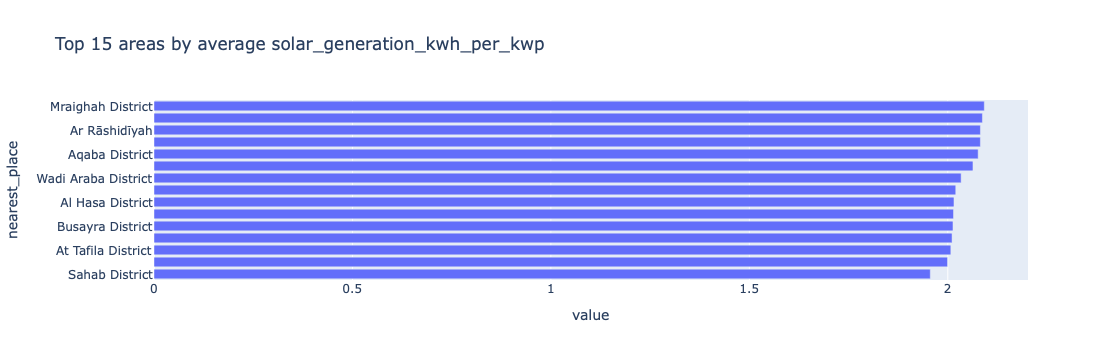 Top 15 areas by average solar_generation_kwh_per_kwp
nearest_place
Mraighah District
Ar Rāshidīyah
Aqaba District
Wadi Araba District
Al Hasa District
Busayra District
At Tafila District
Sahab District
0 0.5 1 1.5 2
value